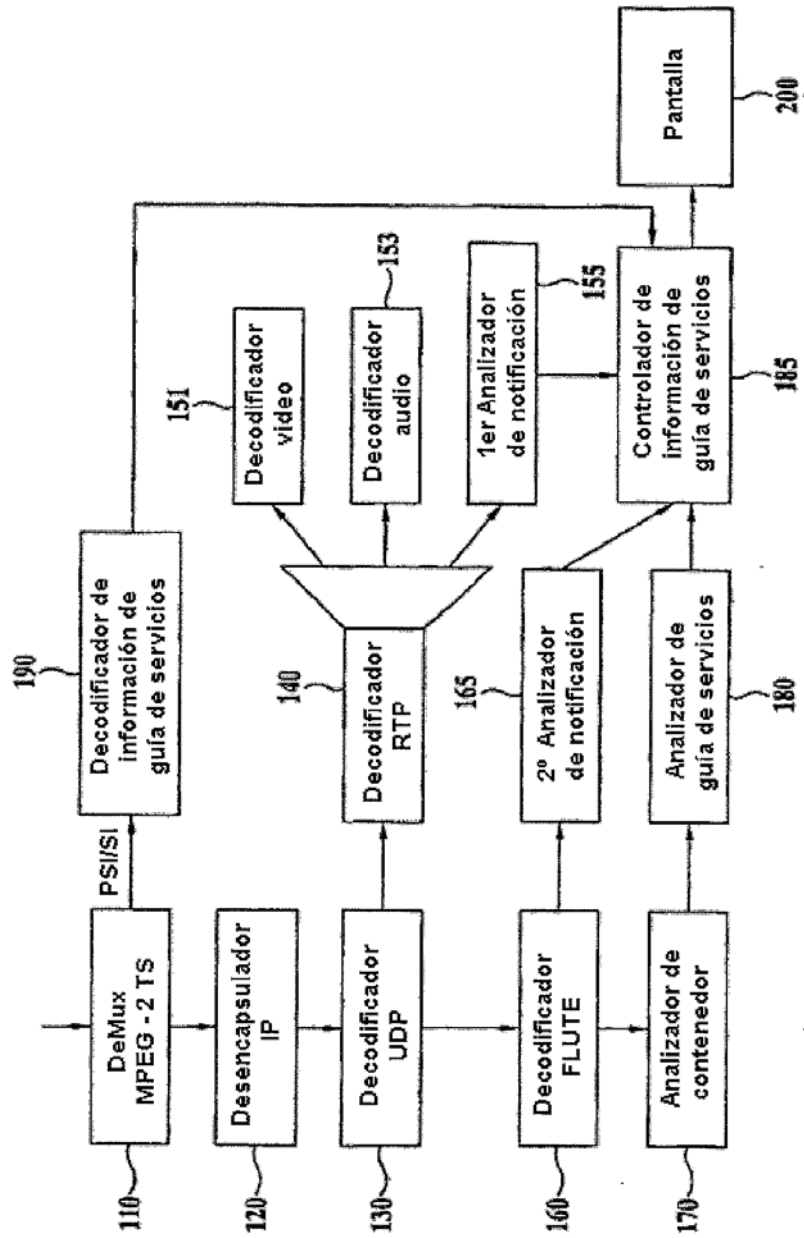 DeMux
MPEG - 2 TS
110
PSI/SI
Decodificador de
información de
guía de servicios
190
Desencapsulador
IP
120
Decodificador
UDP
130
Decodificador
RTP
140
Decodificador
video
151
Decodificador
audio
153
1er Analizador
de notificación
155
Decodificador
FLUTE
160
2º Analizador
de notificación
165
Analizador de
contenedor
170
Analizador de
guía de servicios
180
Controlador de
información de
guía de servicios
185
Pantalla
200